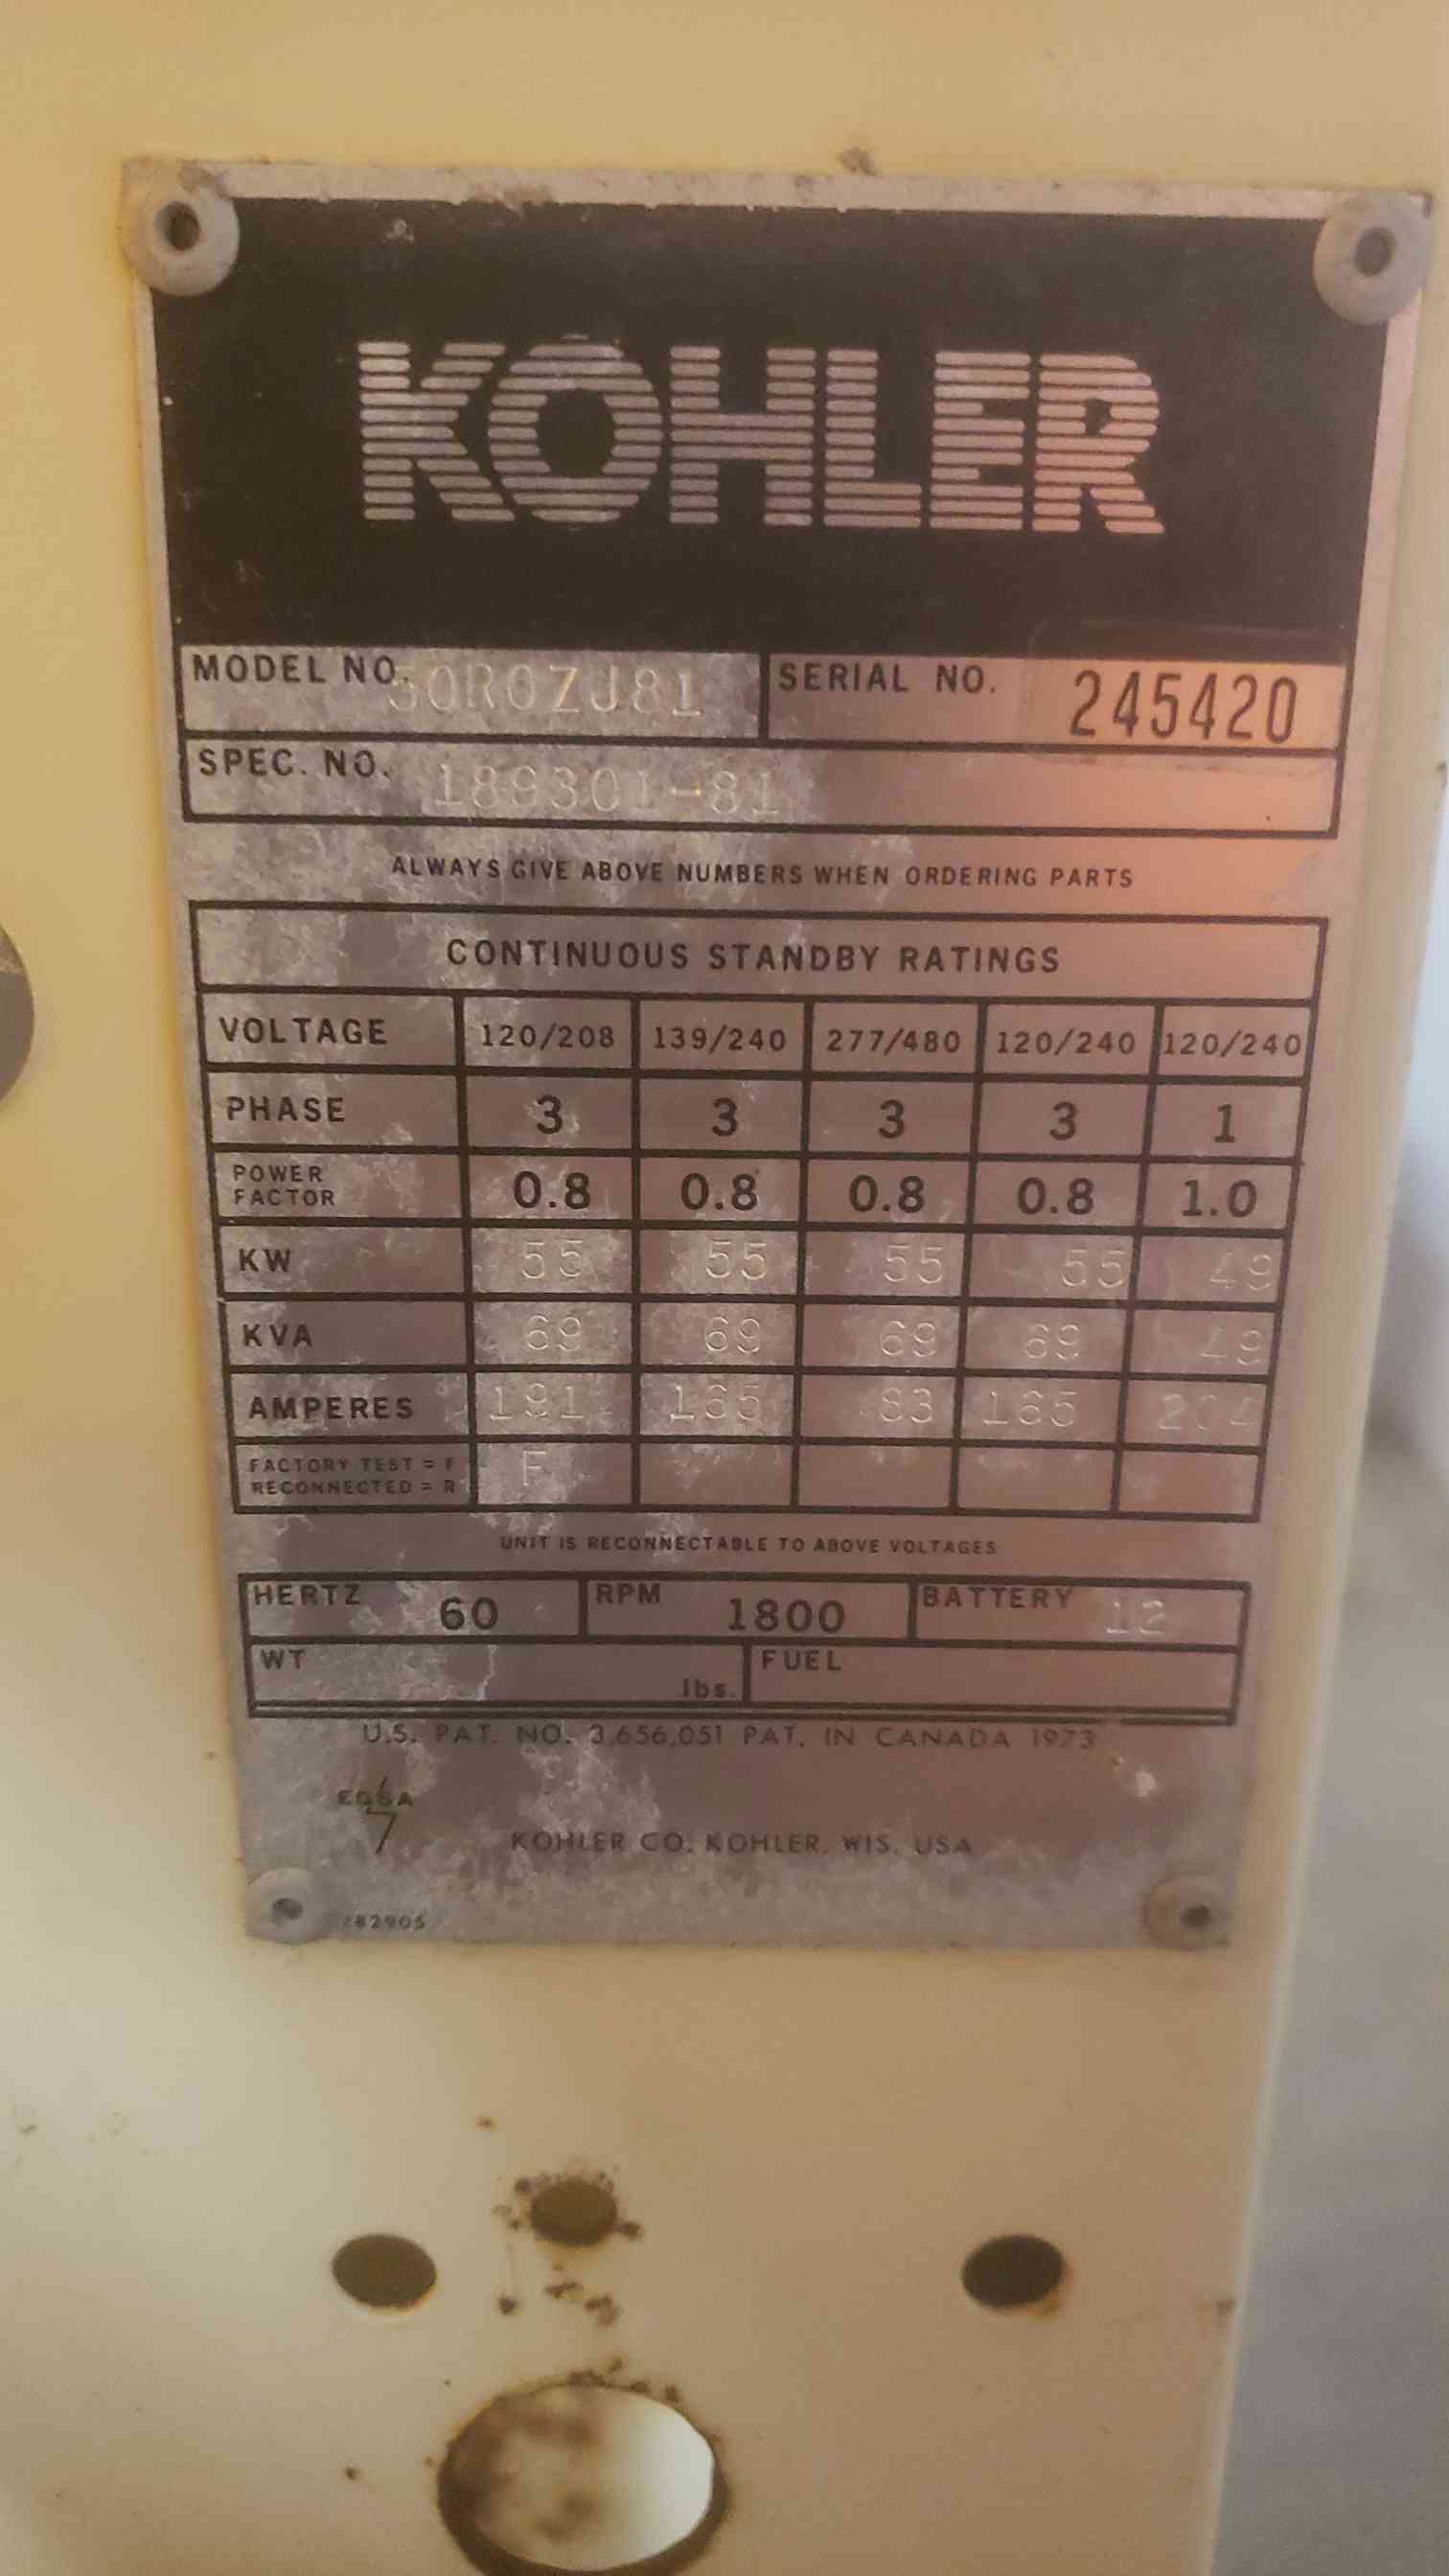 KOHLER
MODEL NO. 50ROZJ81 SERIAL NO. 245420
SPEC. NO. 189301-81
ALWAYS GIVE ABOVE NUMBERS WHEN ORDERING PARTS
CONTINUOUS STANDBY RATINGS
VOLTAGE 120/208 139/240 277/480 120/240 120/240
PHASE 3 3 3 3 1
POWER FACTOR 0.8 0.8 0.8 0.8 1.0
KW 55 55 55 55 49
KVA 69 69 69 69 49
AMPERES 191 165 83 165 204
FACTORY TEST = F
RECONNECTED = R F
UNIT IS RECONNECTABLE TO ABOVE VOLTAGES
HERTZ 60 RPM 1800 BATTERY 12
WT lbs. FUEL
U.S. PAT. NO. 3,656,051 PAT. IN CANADA 1973
EGSA
KOHLER CO. KOHLER, WIS. USA